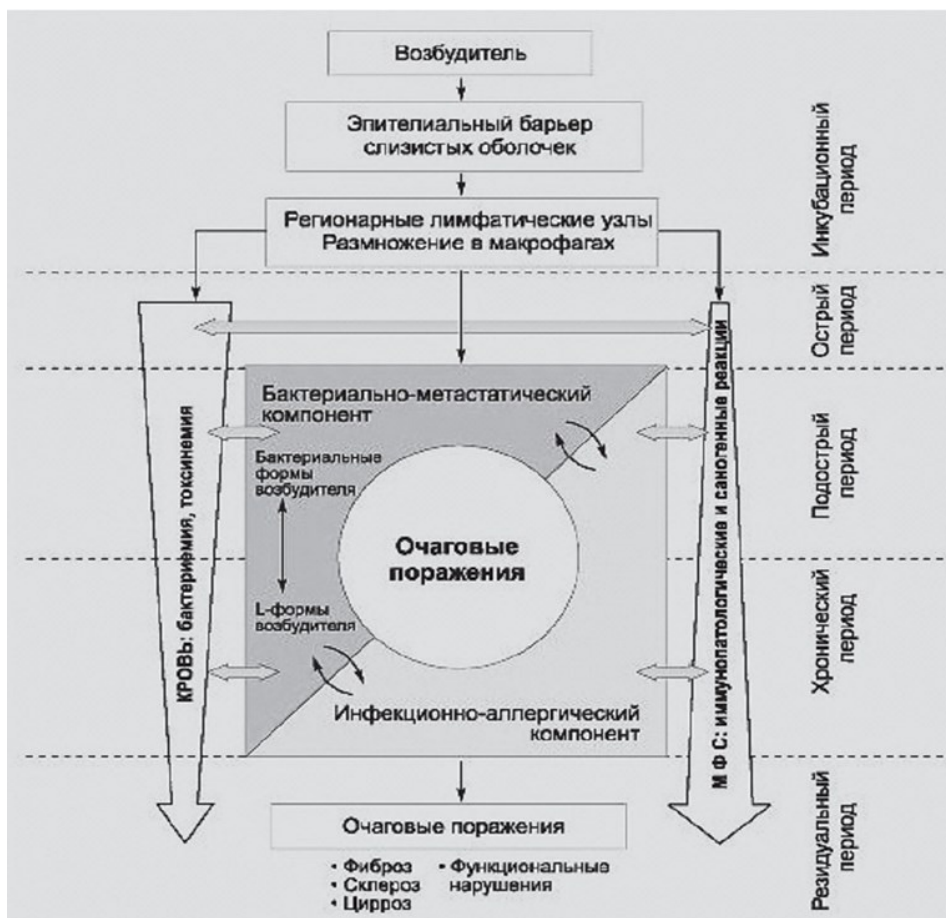 Возбудитель
Эпителиальный барьер
слизистых оболочек
Регионарные лимфатические узлы
Размножение в макрофагах
Инкубационный
период
Острый
период
Бактериально-метастатический
компонент
Бактериальные
формы
возбудителя
L-формы
возбудителя
Очаговые
поражения
Инфекционно-аллергический
компонент
КРОВЬ: бактериемия, токсинемия
М Ф С: иммунопатологические и саногенные реакции
Подострый
период
Хронический
период
Очаговые поражения
• Фиброз
• Склероз
• Цирроз
• Функциональные
нарушения
Резидуальный
период